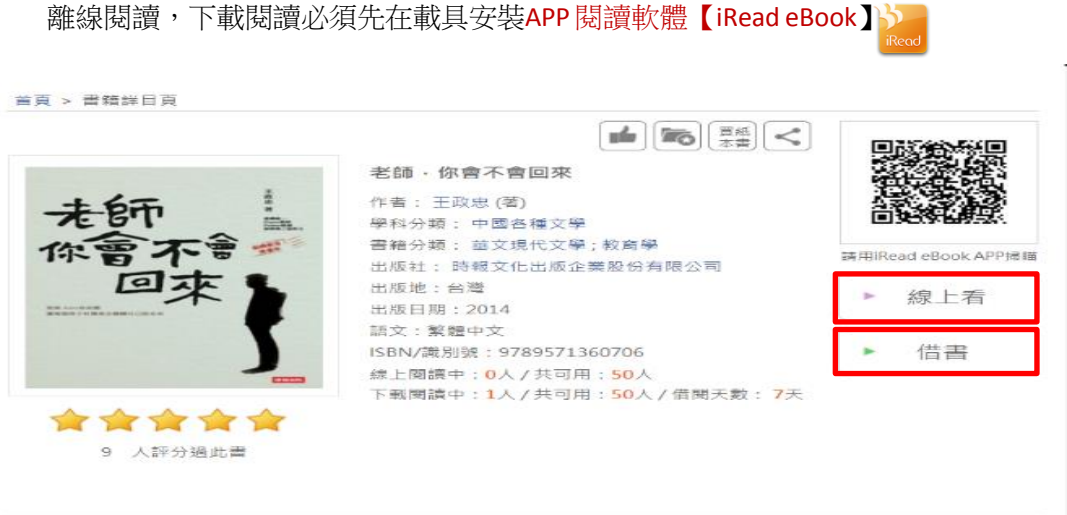 離線閱讀，下載閱讀必須先在載具安裝APP 閱讀軟體【iRead eBook】
iRead
首頁 > 書籍詳目頁
買紙
本書
老師，你會不會回來
作者： 王政忠 (著)
學科分類： 中國各種文學
書籍分類： 華文現代文學 ; 教育學
出版社： 時報文化出版企業股份有限公司
出版地：台灣
出版日期：2014
語文：繁體中文
ISBN/識別號：9789571360706
線上閱讀中：0人 / 共可用：50人
下載閱讀中：1人 / 共可用：50人 / 借閱天數： 7天
老師
你會不會
回來
王政忠 著
9 人評分過此書
請用iRead eBook APP掃描
線上看
借書